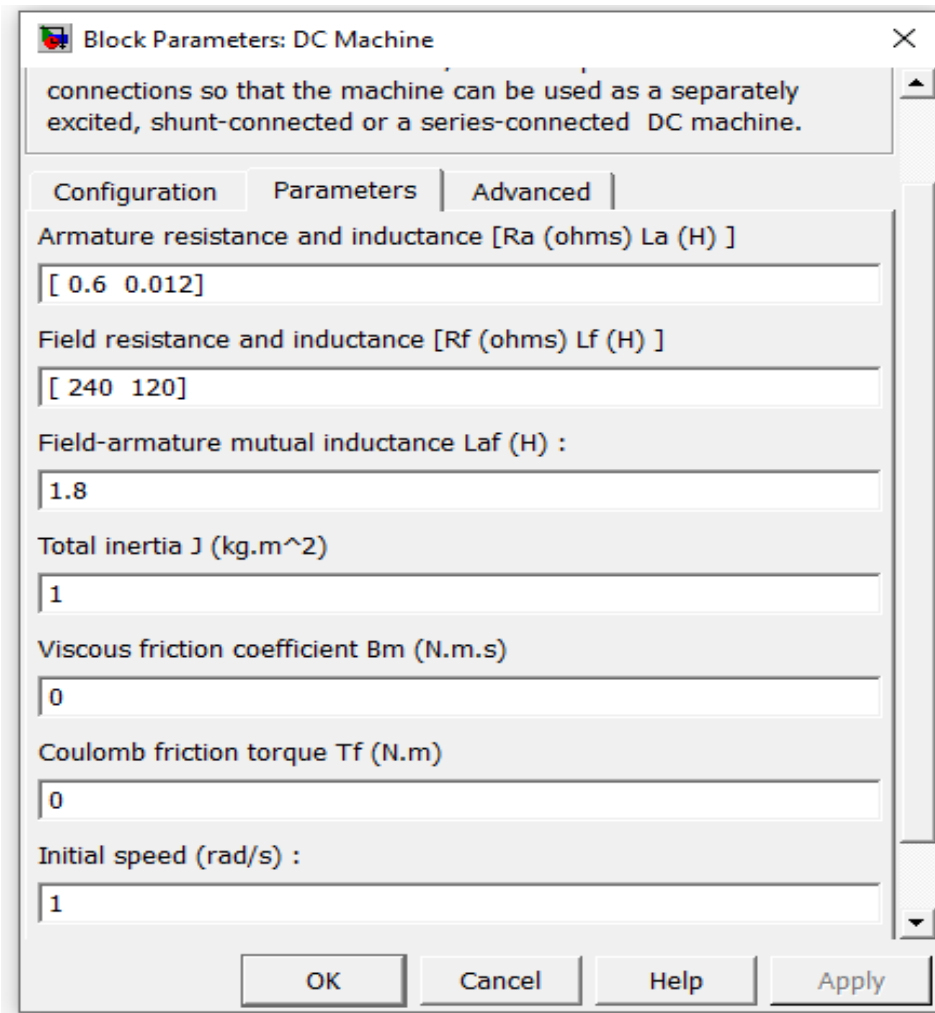 Block Parameters: DC Machine
connections so that the machine can be used as a separately
excited, shunt-connected or a series-connected DC machine.
Configuration Parameters Advanced
Armature resistance and inductance [Ra (ohms) La (H) ]
[ 0.6 0.012]
Field resistance and inductance [Rf (ohms) Lf (H) ]
[ 240 120]
Field-armature mutual inductance Laf (H) :
1.8
Total inertia J (kg.m^2)
1
Viscous friction coefficient Bm (N.m.s)
0
Coulomb friction torque Tf (N.m)
0
Initial speed (rad/s) :
1
OK Cancel Help Apply